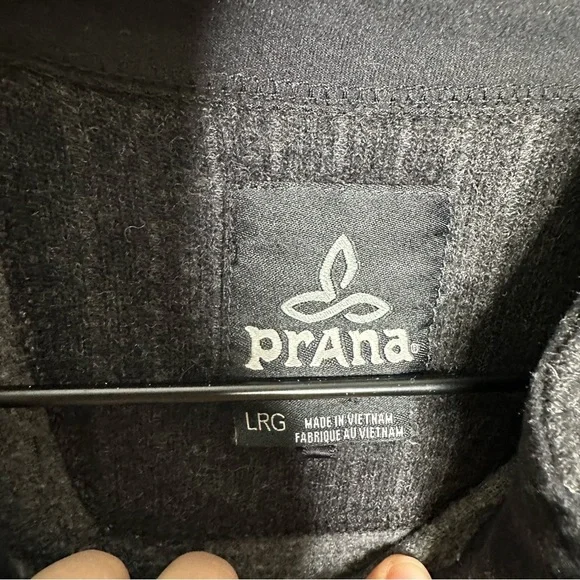 prAna
LRG
MADE IN VIETNAM
FABRIQUE AU VIETNAM